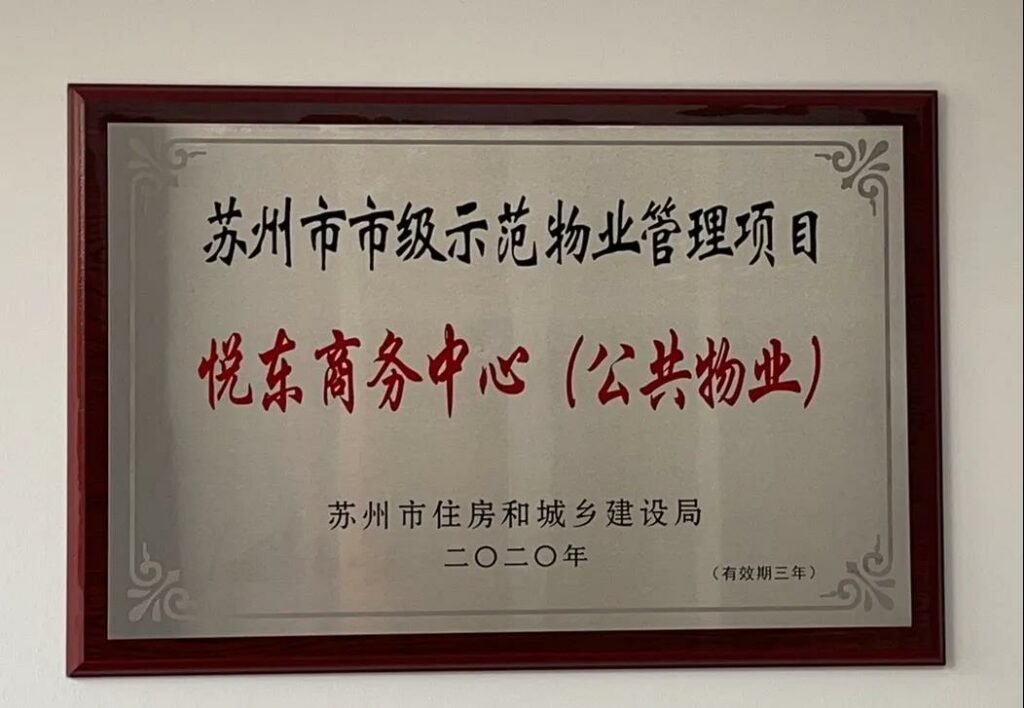 苏州市市级示范物业管理项目
悦东商务中心（公共物业）
苏州市住房和城乡建设局
二〇二〇年
（有效期三年）